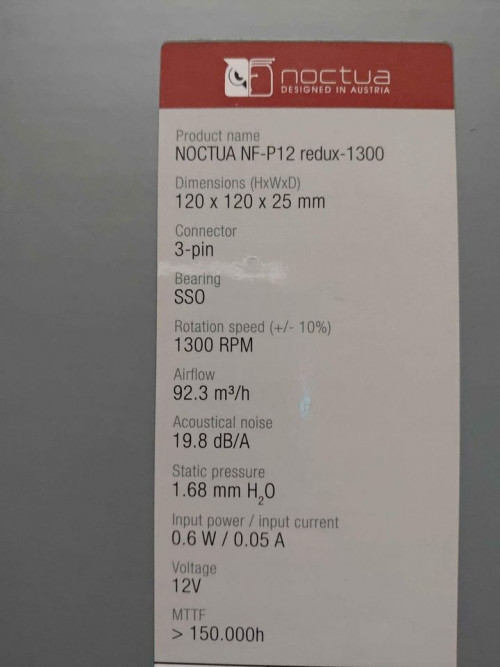 noctua
DESIGNED IN AUSTRIA
Product name
NOCTUA NF-P12 redux-1300
Dimensions (HxWxD)
120 x 120 x 25 mm
Connector
3-pin
Bearing
SSO
Rotation speed (+/- 10%)
1300 RPM
Airflow
92.3 m³/h
Acoustical noise
19.8 dB/A
Static pressure
1.68 mm H₂O
Input power / input current
0.6 W / 0.05 A
Voltage
12V
MTTF
> 150.000h